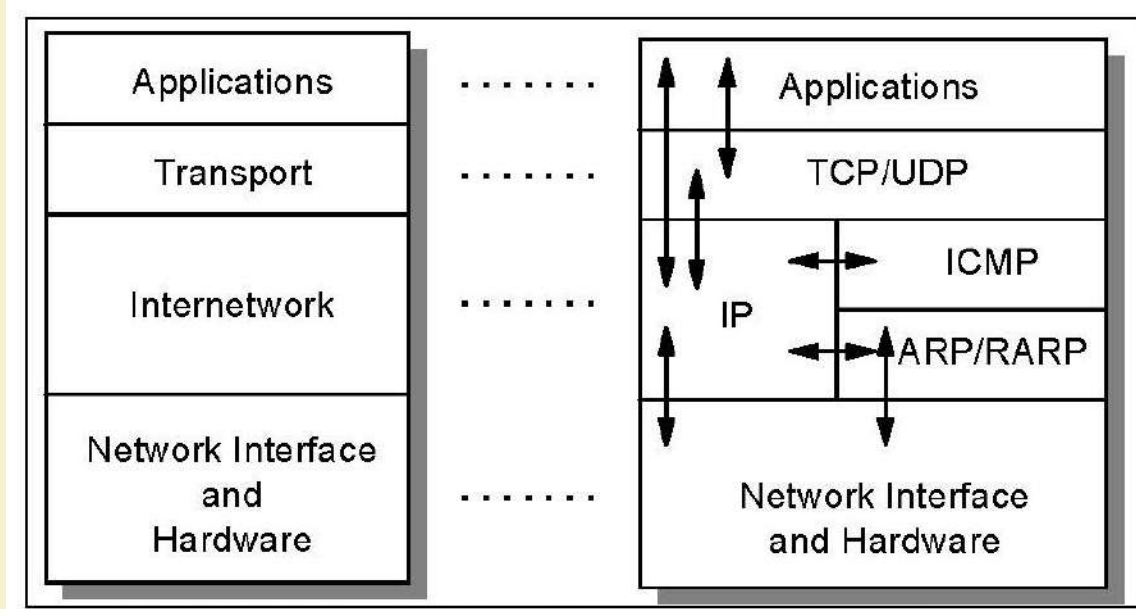 Applications
Transport
Internetwork
Network Interface
and
Hardware
Applications
TCP/UDP
ICMP
IP
ARP/RARP
Network Interface
and Hardware